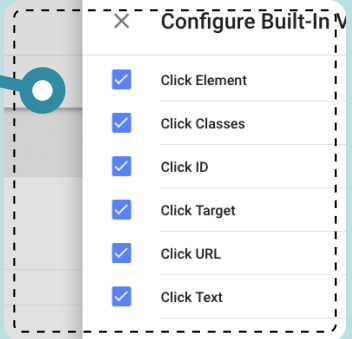 Configure Built-In V
Click Element
Click Classes
Click ID
Click Target
Click URL
Click Text